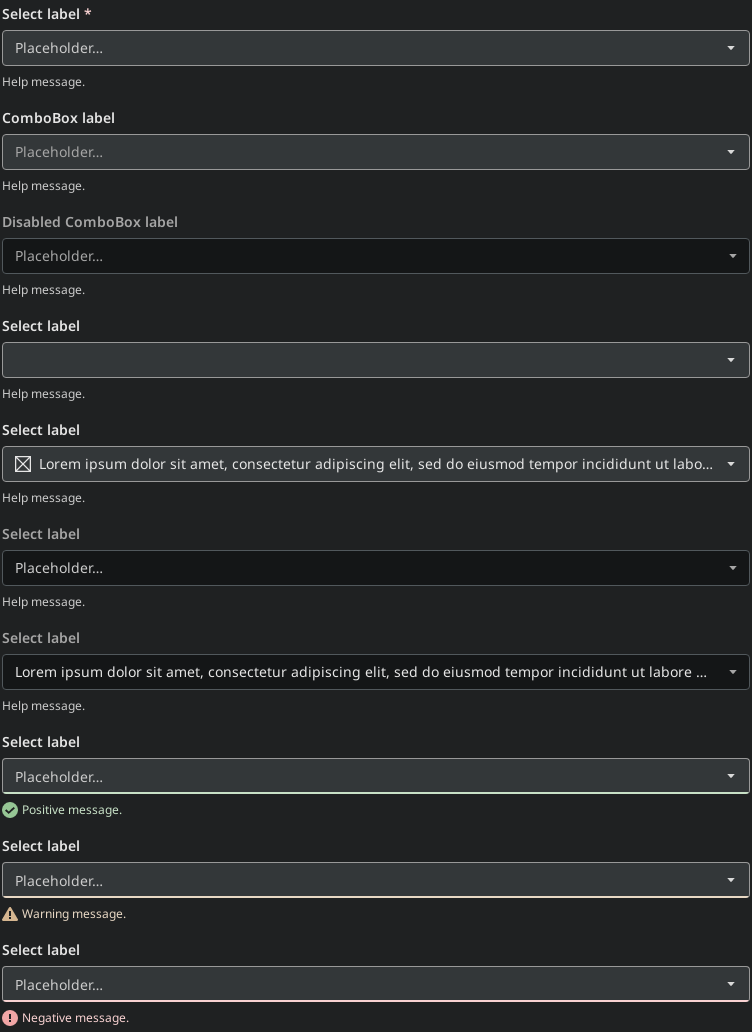 Select label *
Placeholder...
Help message.
ComboBox label
Placeholder...
Help message.
Disabled ComboBox label
Placeholder...
Help message.
Select label
Help message.
Select label
Lorem ipsum dolor sit amet, consectetur adipiscing elit, sed do eiusmod tempor incididunt ut labo...
Help message.
Select label
Placeholder...
Help message.
Select label
Lorem ipsum dolor sit amet, consectetur adipiscing elit, sed do eiusmod tempor incididunt ut labore ...
Help message.
Select label
Placeholder...
Positive message.
Select label
Placeholder...
Warning message.
Select label
Placeholder...
Negative message.